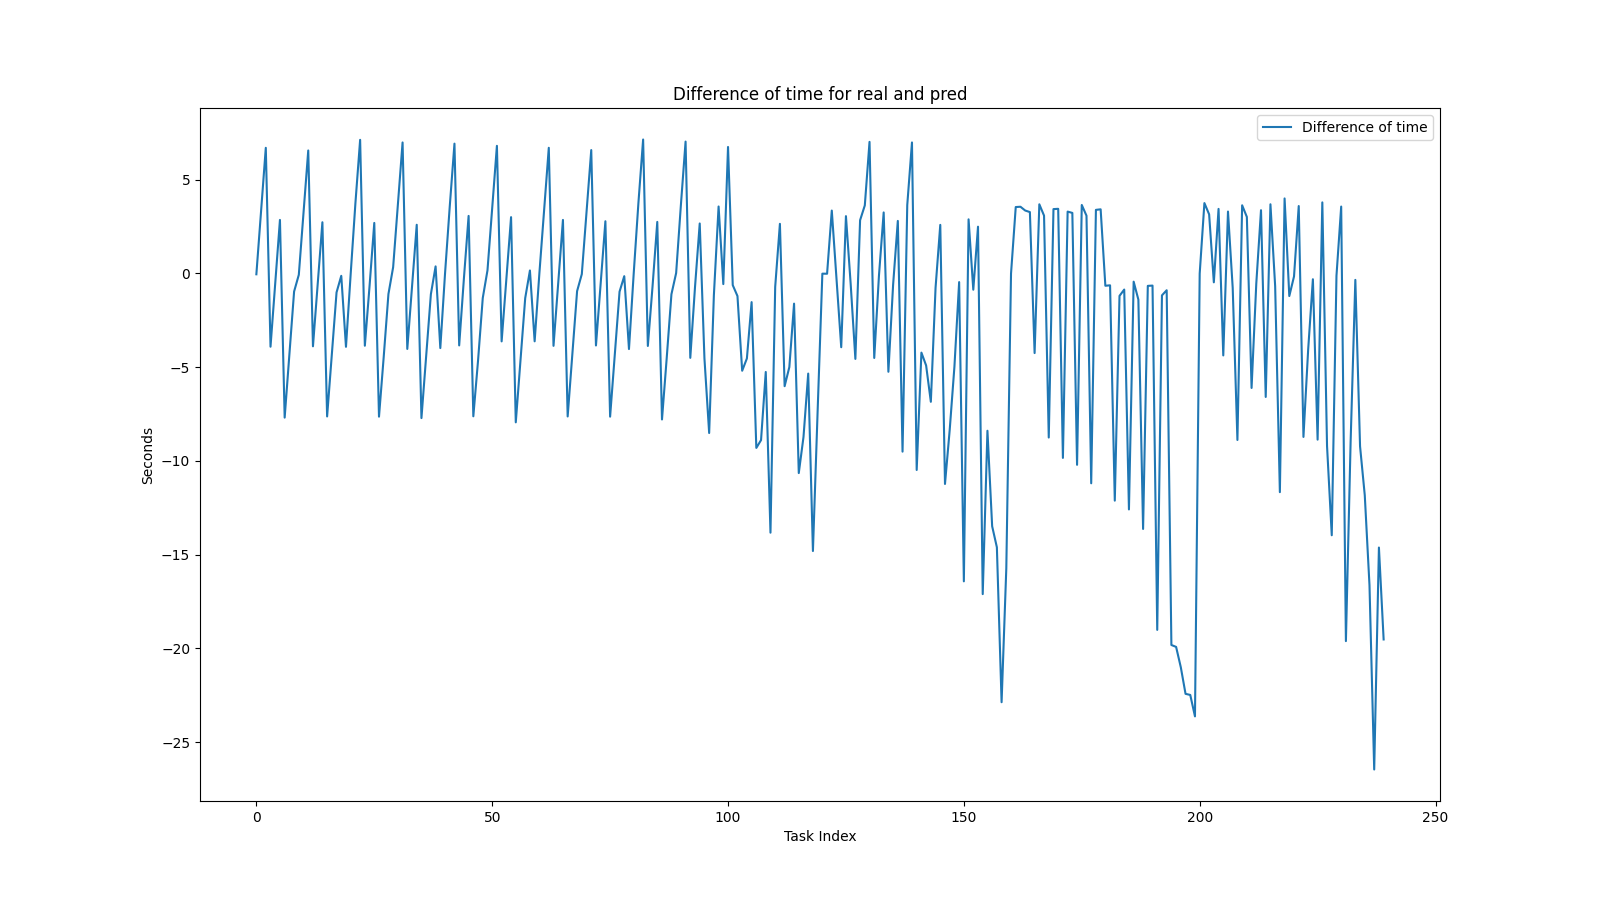 Difference of time for real and pred
Difference of time
5
0
−5
−10
−15
−20
−25
Seconds
0 50 100 150 200 250
Task Index